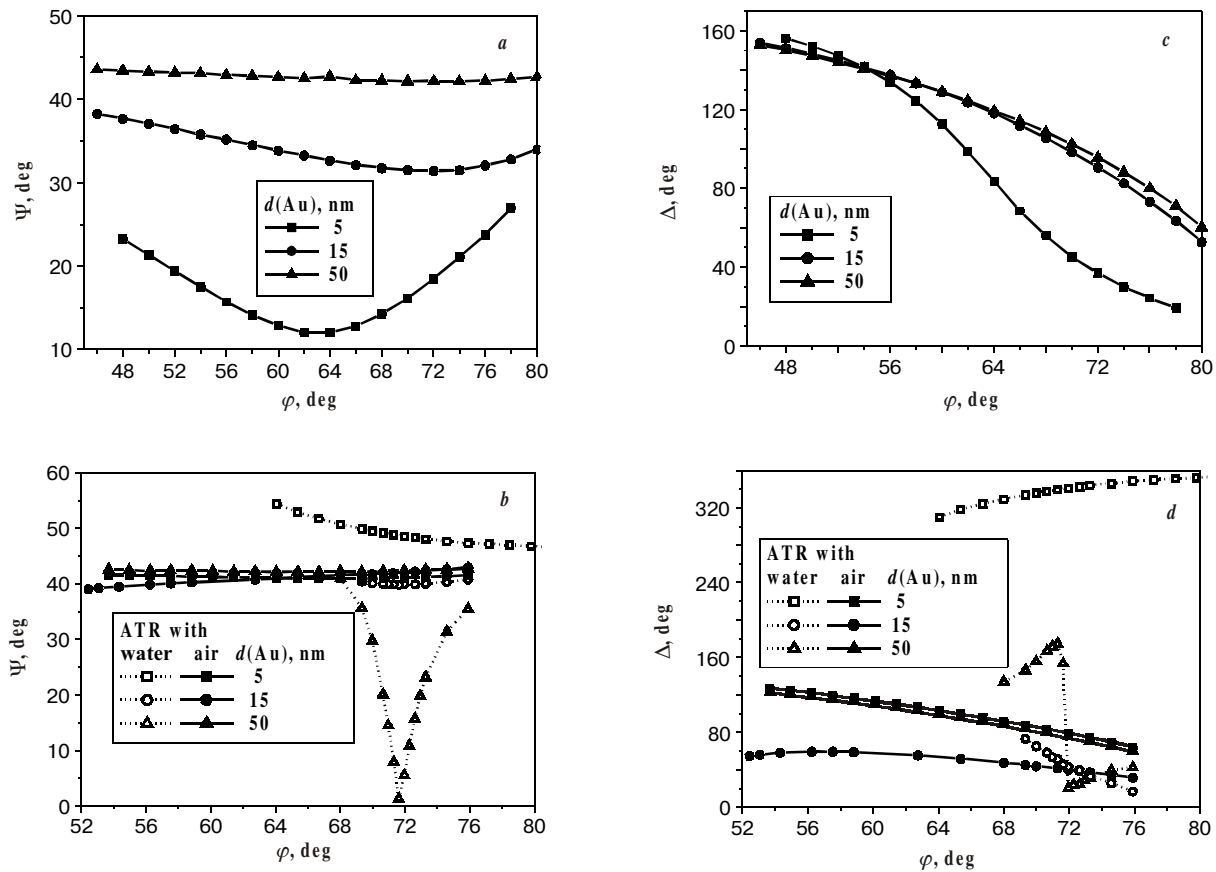 a
50
40
30
20
10
Ψ, deg
d(Au), nm
5
15
50
48 52 56 60 64 68 72 76 80
φ, deg
c
160
120
80
40
0
Δ, deg
d(Au), nm
5
15
50
48 56 64 72 80
φ, deg
b
60
50
40
30
20
10
0
Ψ, deg
ATR with
water air d(Au), nm
5
15
50
52 56 60 64 68 72 76 80
φ, deg
d
320
240
160
80
0
Δ, deg
ATR with
water air d(Au), nm
5
15
50
52 56 60 64 68 72 76 80
φ, deg